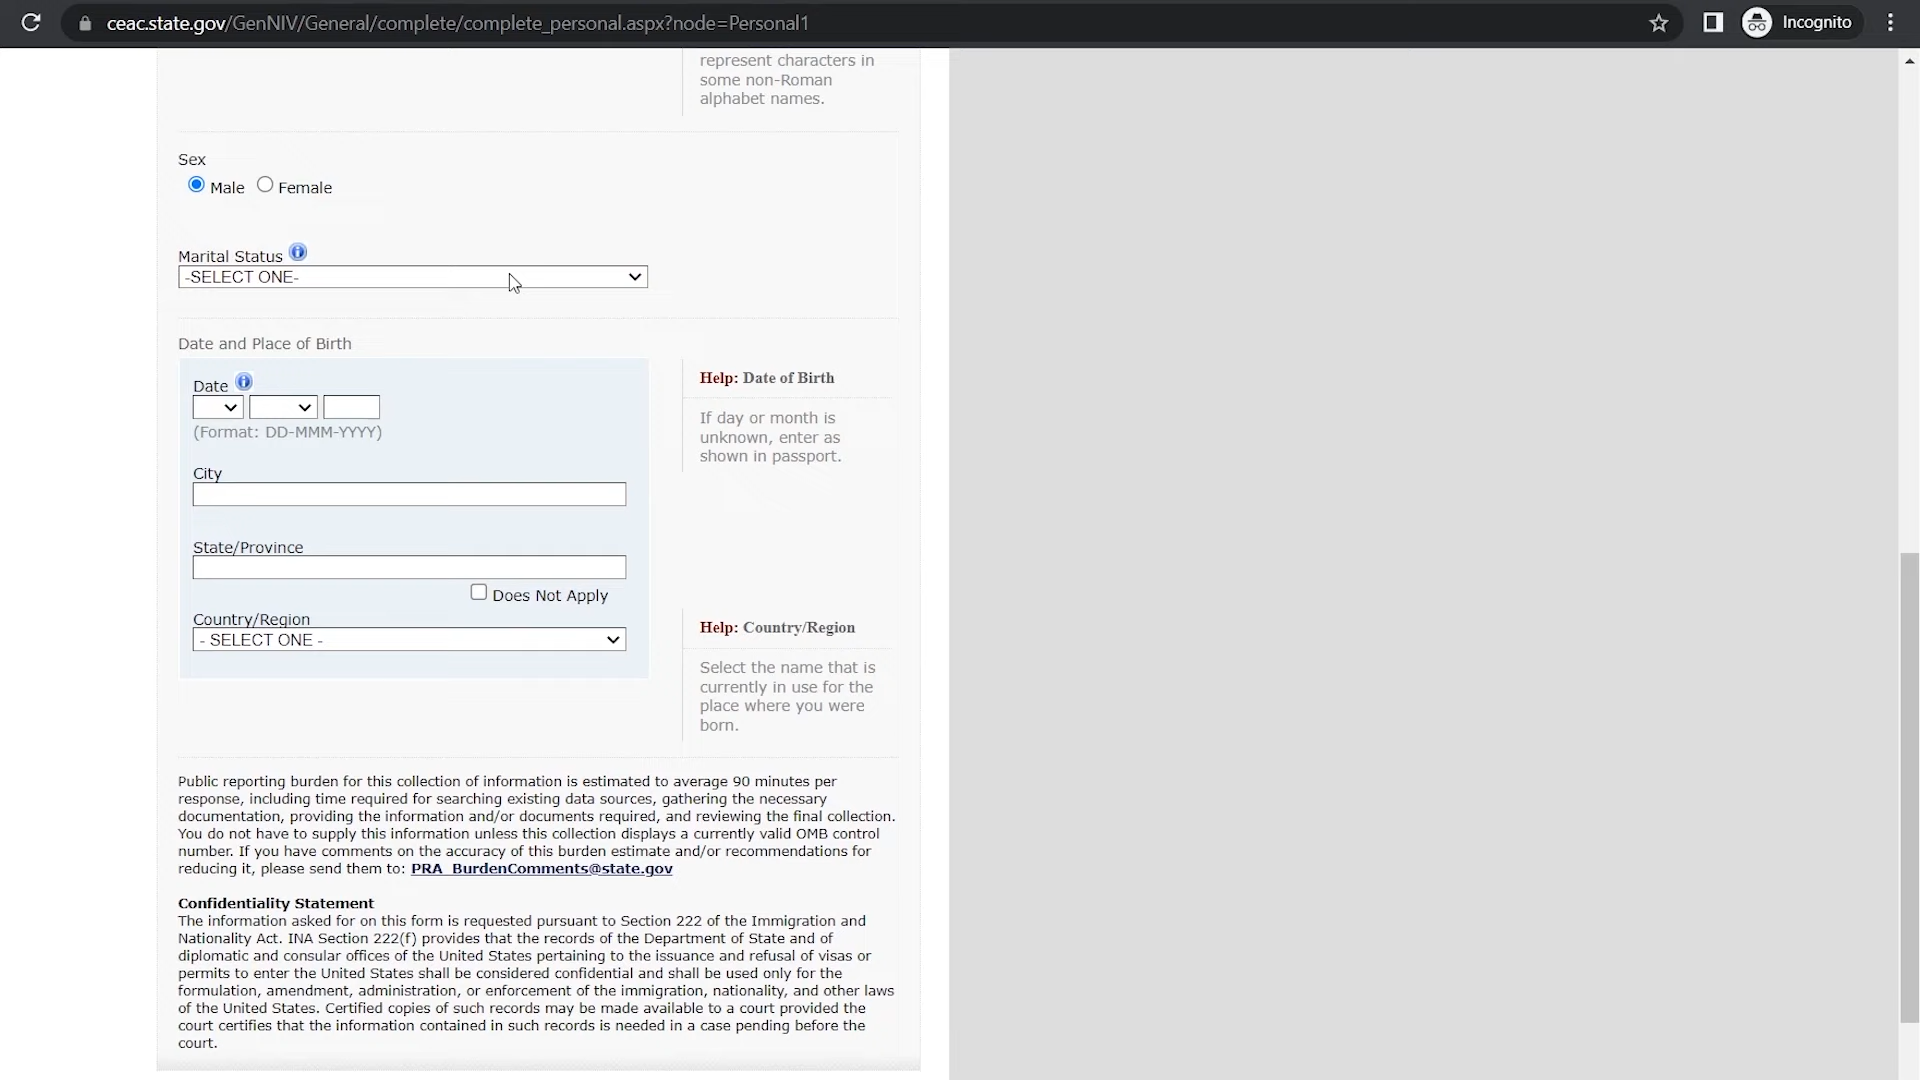 ceac.state.gov/GenNIV/General/complete/complete_personal.aspx?node=Personal1
Incognito
represent characters in
some non-Roman
alphabet names.
Sex
Male Female
Marital Status
-SELECT ONE-
Date and Place of Birth
Date
(Format: DD-MMM-YYYY)
City
State/Province
Does Not Apply
Country/Region
- SELECT ONE -
Help: Date of Birth
If day or month is
unknown, enter as
shown in passport.
Help: Country/Region
Select the name that is
currently in use for the
place where you were
born.
Public reporting burden for this collection of information is estimated to average 90 minutes per
response, including time required for searching existing data sources, gathering the necessary
documentation, providing the information and/or documents required, and reviewing the final collection.
You do not have to supply this information unless this collection displays a currently valid OMB control
number. If you have comments on the accuracy of this burden estimate and/or recommendations for
reducing it, please send them to: PRA_BurdenComments@state.gov
Confidentiality Statement
The information asked for on this form is requested pursuant to Section 222 of the Immigration and
Nationality Act. INA Section 222(f) provides that the records of the Department of State and of
diplomatic and consular offices of the United States pertaining to the issuance and refusal of visas or
permits to enter the United States shall be considered confidential and shall be used only for the
formulation, amendment, administration, or enforcement of the immigration, nationality, and other laws
of the United States. Certified copies of such records may be made available to a court provided the
court certifies that the information contained in such records is needed in a case pending before the
court.